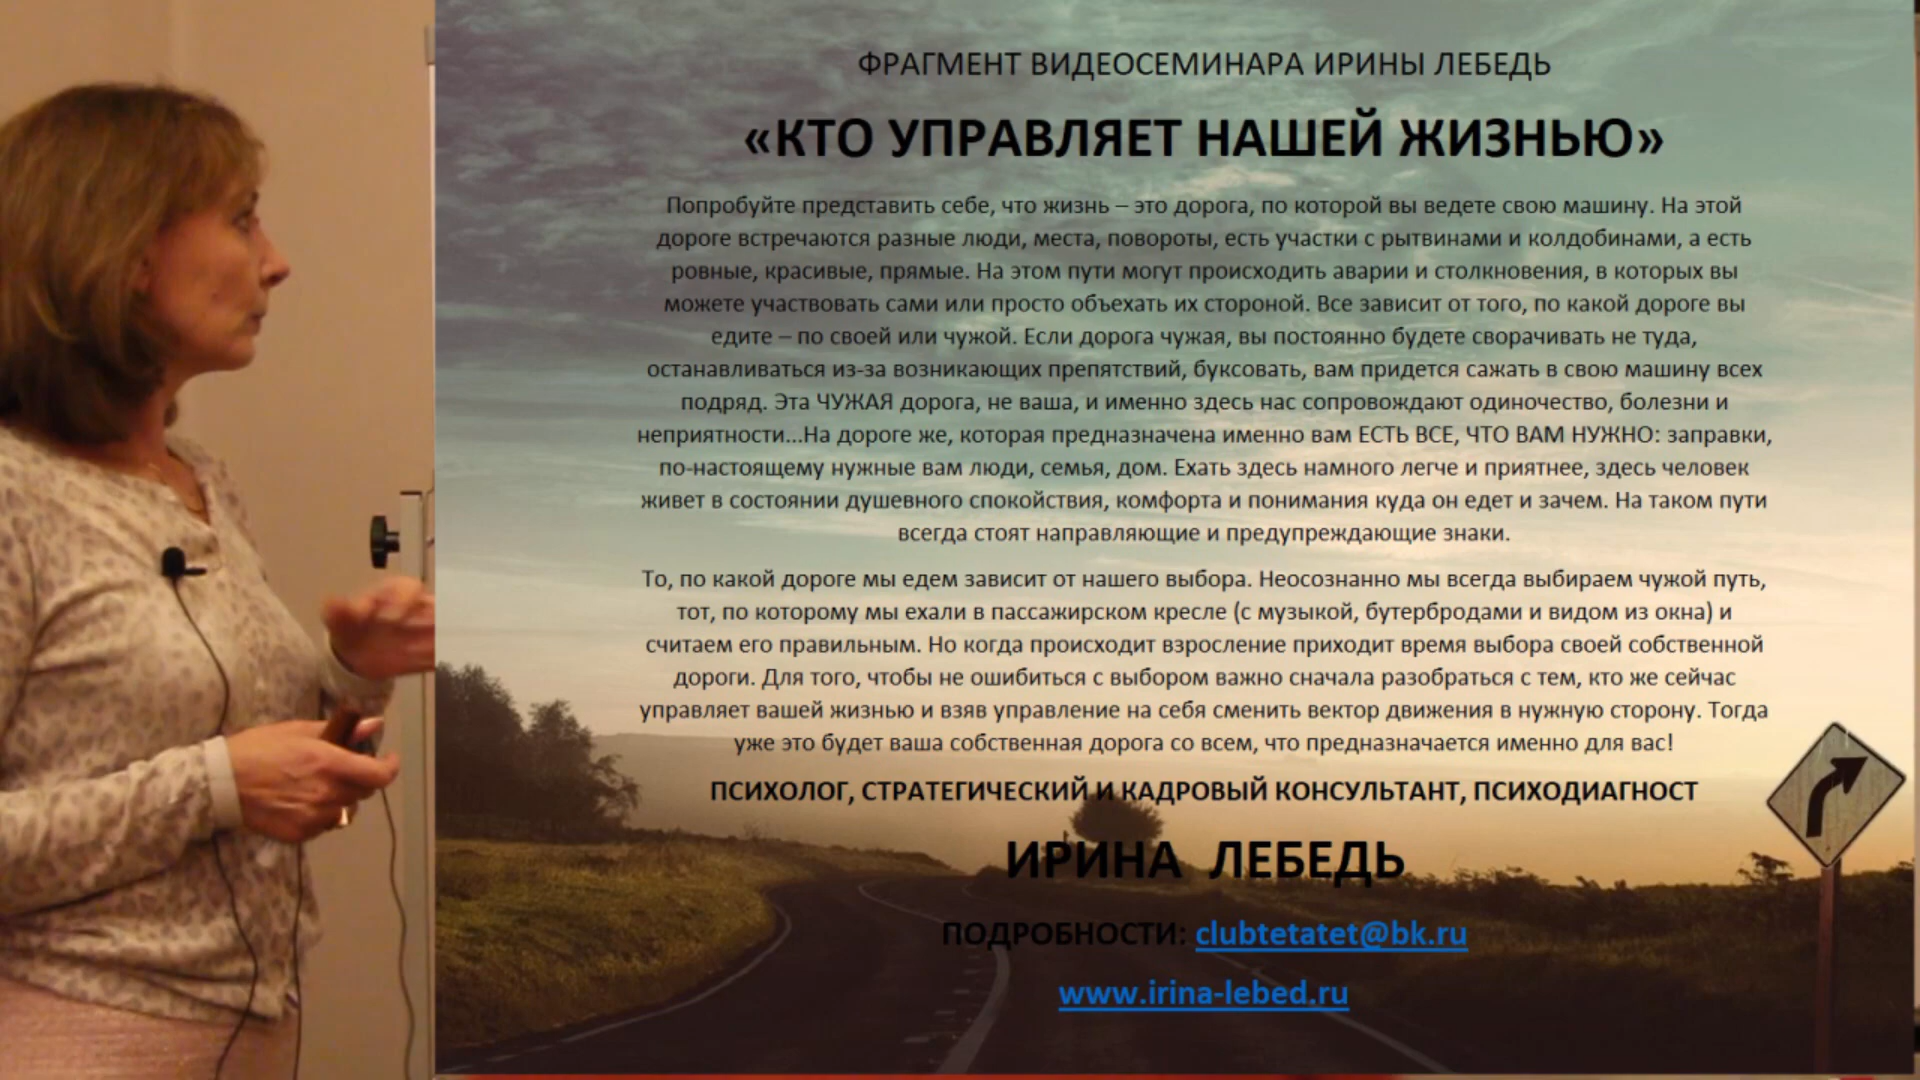 ФРАГМЕНТ ВИДЕОСЕМИНАРА ИРИНЫ ЛЕБЕДЬ
«КТО УПРАВЛЯЕТ НАШЕЙ ЖИЗНЬЮ»
Попробуйте представить себе, что жизнь – это дорога, по которой вы ведете свою машину. На этой
дороге встречаются разные люди, места, повороты, есть участки с рытвинами и колдобинами, а есть
ровные, красивые, прямые. На этом пути могут происходить аварии и столкновения, в которых вы
можете участвовать сами или просто объехать их стороной. Все зависит от того, по какой дороге вы
едите – по своей или чужой. Если дорога чужая, вы постоянно будете сворачивать не туда,
останавливаться из-за возникающих препятствий, буксовать, вам придется сажать в свою машину всех
подряд. Эта ЧУЖАЯ дорога, не ваша, и именно здесь нас сопровождают одиночество, болезни и
неприятности...На дороге же, которая предназначена именно вам ЕСТЬ ВСЕ, ЧТО ВАМ НУЖНО: заправки,
по-настоящему нужные вам люди, семья, дом. Ехать здесь намного легче и приятнее, здесь человек
живет в состоянии душевного спокойствия, комфорта и понимания куда он едет и зачем. На таком пути
всегда стоят направляющие и предупреждающие знаки.
То, по какой дороге мы едем зависит от нашего выбора. Неосознанно мы всегда выбираем чужой путь,
тот, по которому мы ехали в пассажирском кресле (с музыкой, бутербродами и видом из окна) и
считаем его правильным. Но когда происходит взросление приходит время выбора своей собственной
дороги. Для того, чтобы не ошибиться с выбором важно сначала разобраться с тем, кто же сейчас
управляет вашей жизнью и взяв управление на себя сменить вектор движения в нужную сторону. Тогда
уже это будет ваша собственная дорога со всем, что предназначается именно для вас!
ПСИХОЛОГ, СТРАТЕГИЧЕСКИЙ И КАДРОВЫЙ КОНСУЛЬТАНТ, ПСИХОДИАГНОСТ
ИРИНА ЛЕБЕДЬ
ПОДРОБНОСТИ: clubtetatet@bk.ru
www.irina-lebed.ru